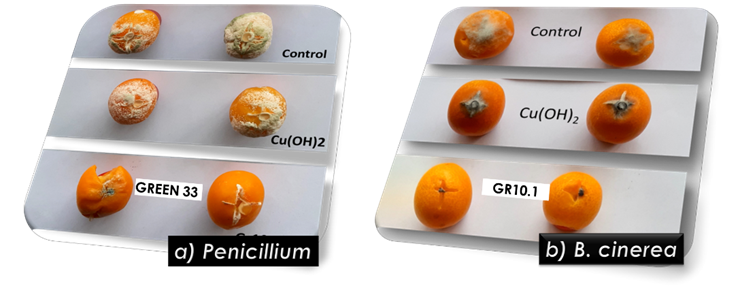 Control
Cu(OH)2
GREEN 33
a) Penicillium
Control
Cu(OH)₂
GR10.1
b) B. cinerea